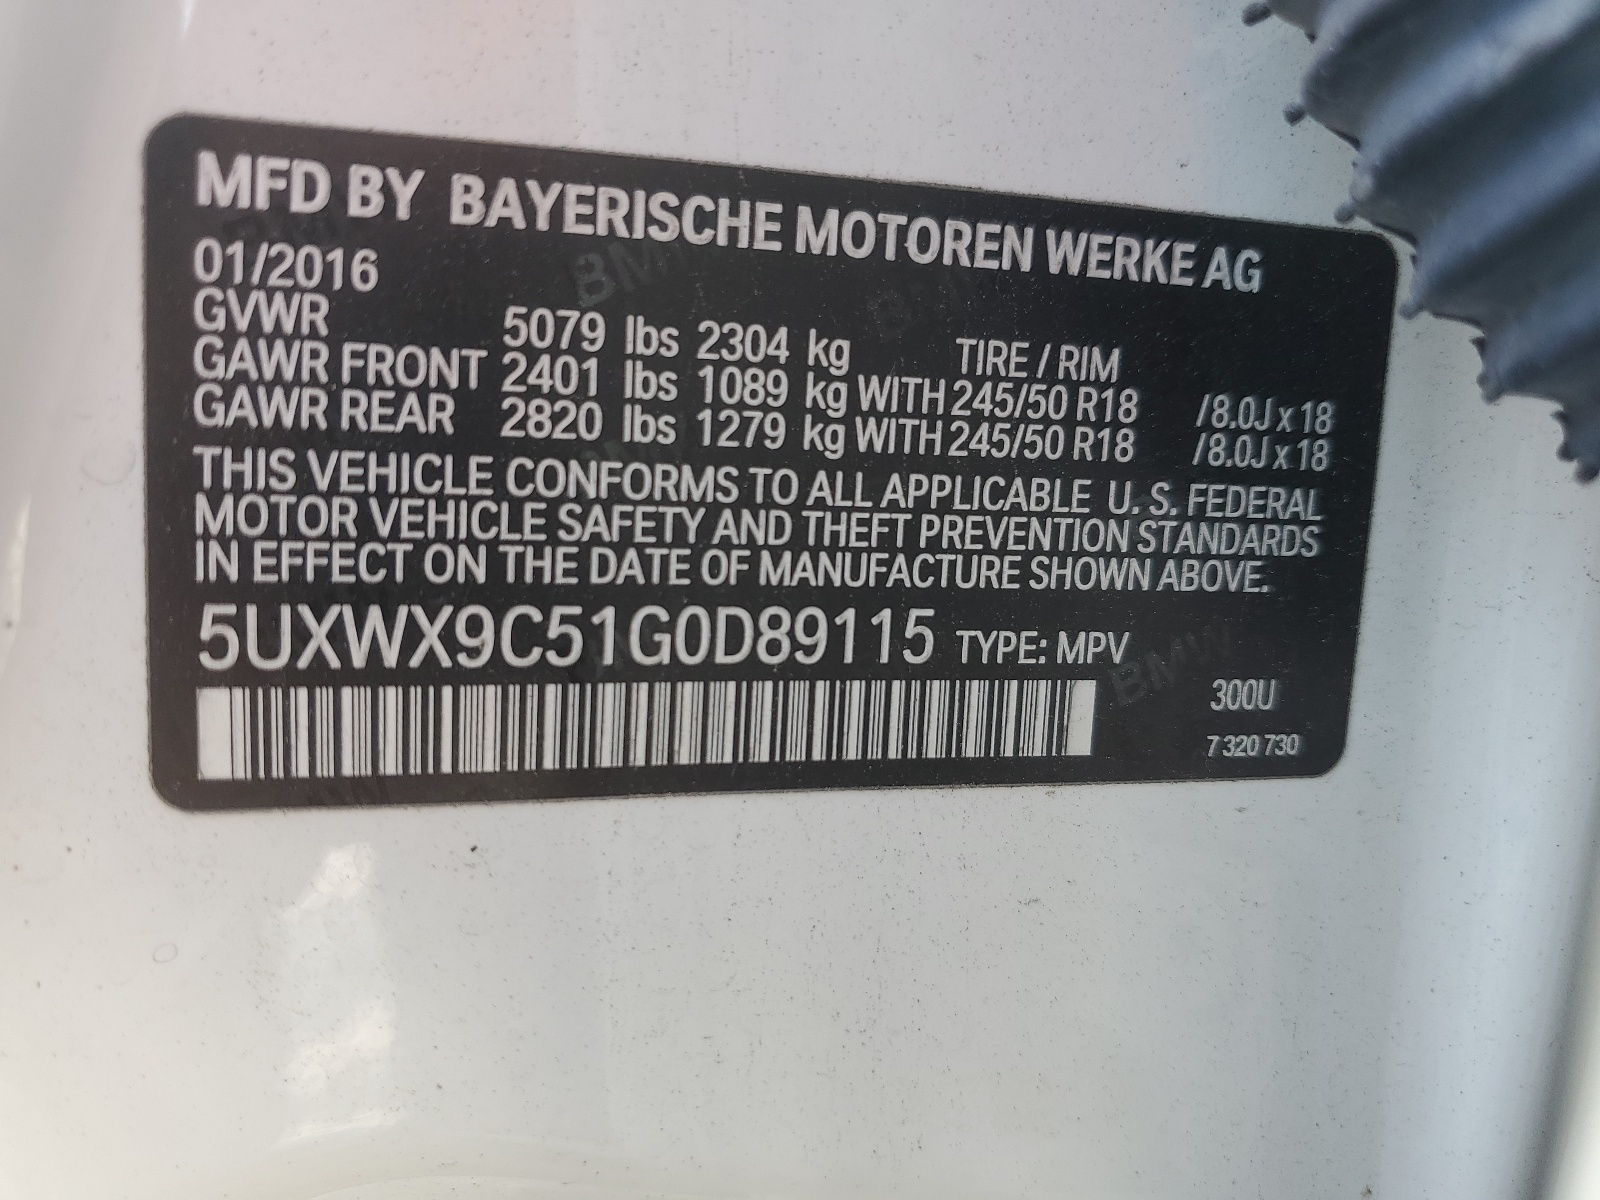 MFD BY BAYERISCHE MOTOREN WERKE AG
01/2016
GVWR 5079 lbs 2304 kg TIRE / RIM
GAWR FRONT 2401 lbs 1089 kg WITH 245/50 R18 /8.0J x 18
GAWR REAR 2820 lbs 1279 kg WITH 245/50 R18 /8.0J x 18
THIS VEHICLE CONFORMS TO ALL APPLICABLE U. S. FEDERAL
MOTOR VEHICLE SAFETY AND THEFT PREVENTION STANDARDS
IN EFFECT ON THE DATE OF MANUFACTURE SHOWN ABOVE.
5UXWX9C51G0D89115 TYPE: MPV
300U
7 320 730